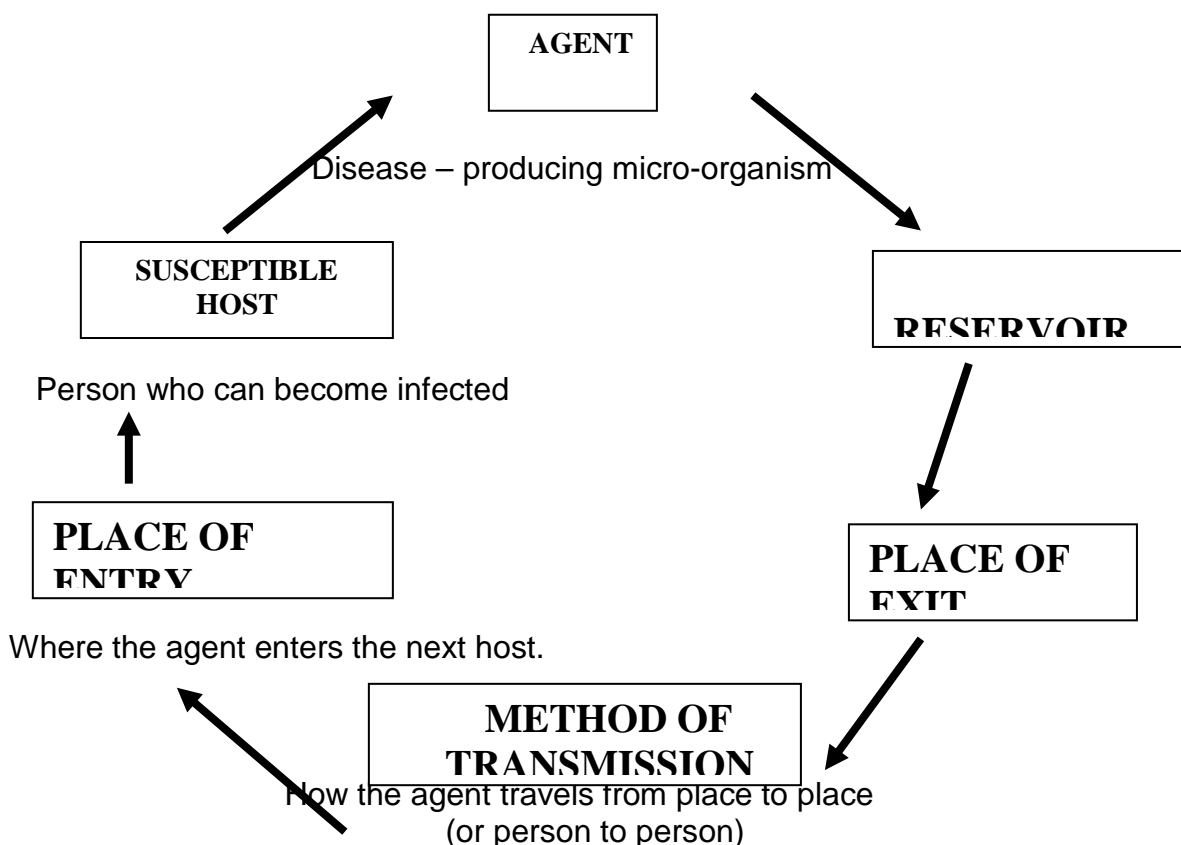 AGENT
Disease – producing micro-organism
SUSCEPTIBLE
HOST
RESERVOIR
Person who can become infected
PLACE OF
ENTRY
PLACE OF
EXIT
Where the agent enters the next host.
METHOD OF
TRANSMISSION
How the agent travels from place to place
(or person to person)